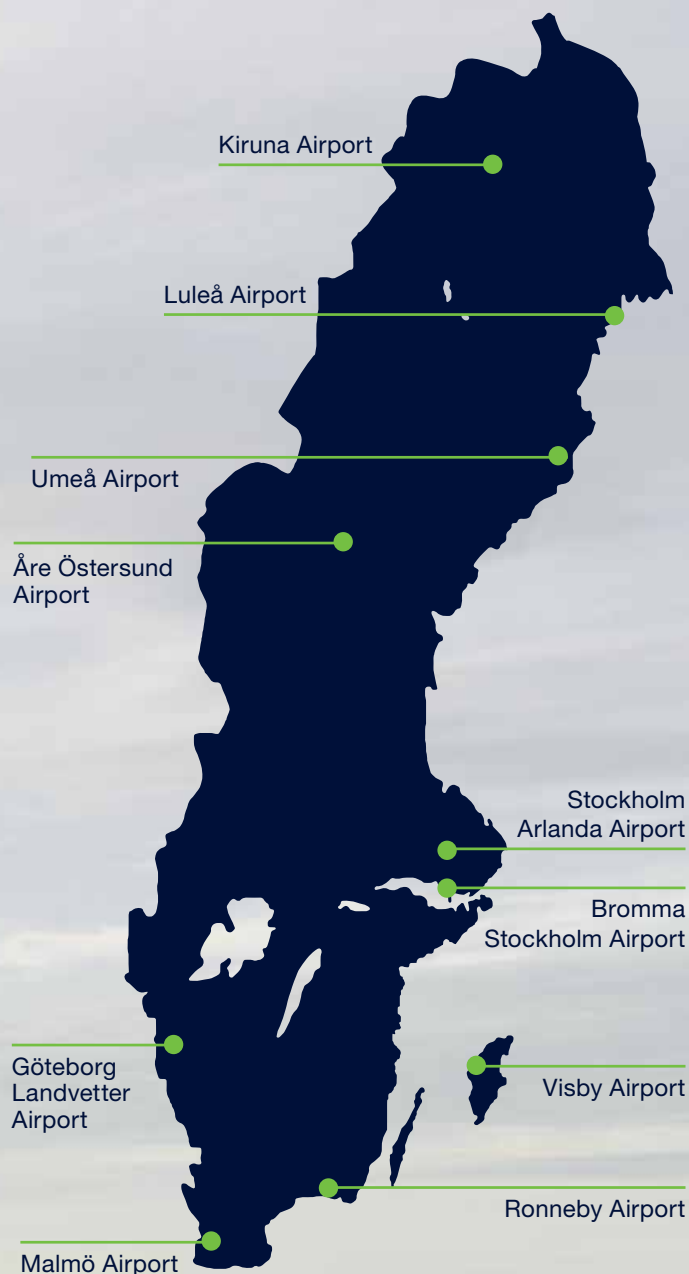 Kiruna Airport
Luleå Airport
Umeå Airport
Åre Östersund
Airport
Stockholm
Arlanda Airport
Bromma
Stockholm Airport
Göteborg
Landvetter
Airport
Visby Airport
Ronneby Airport
Malmö Airport